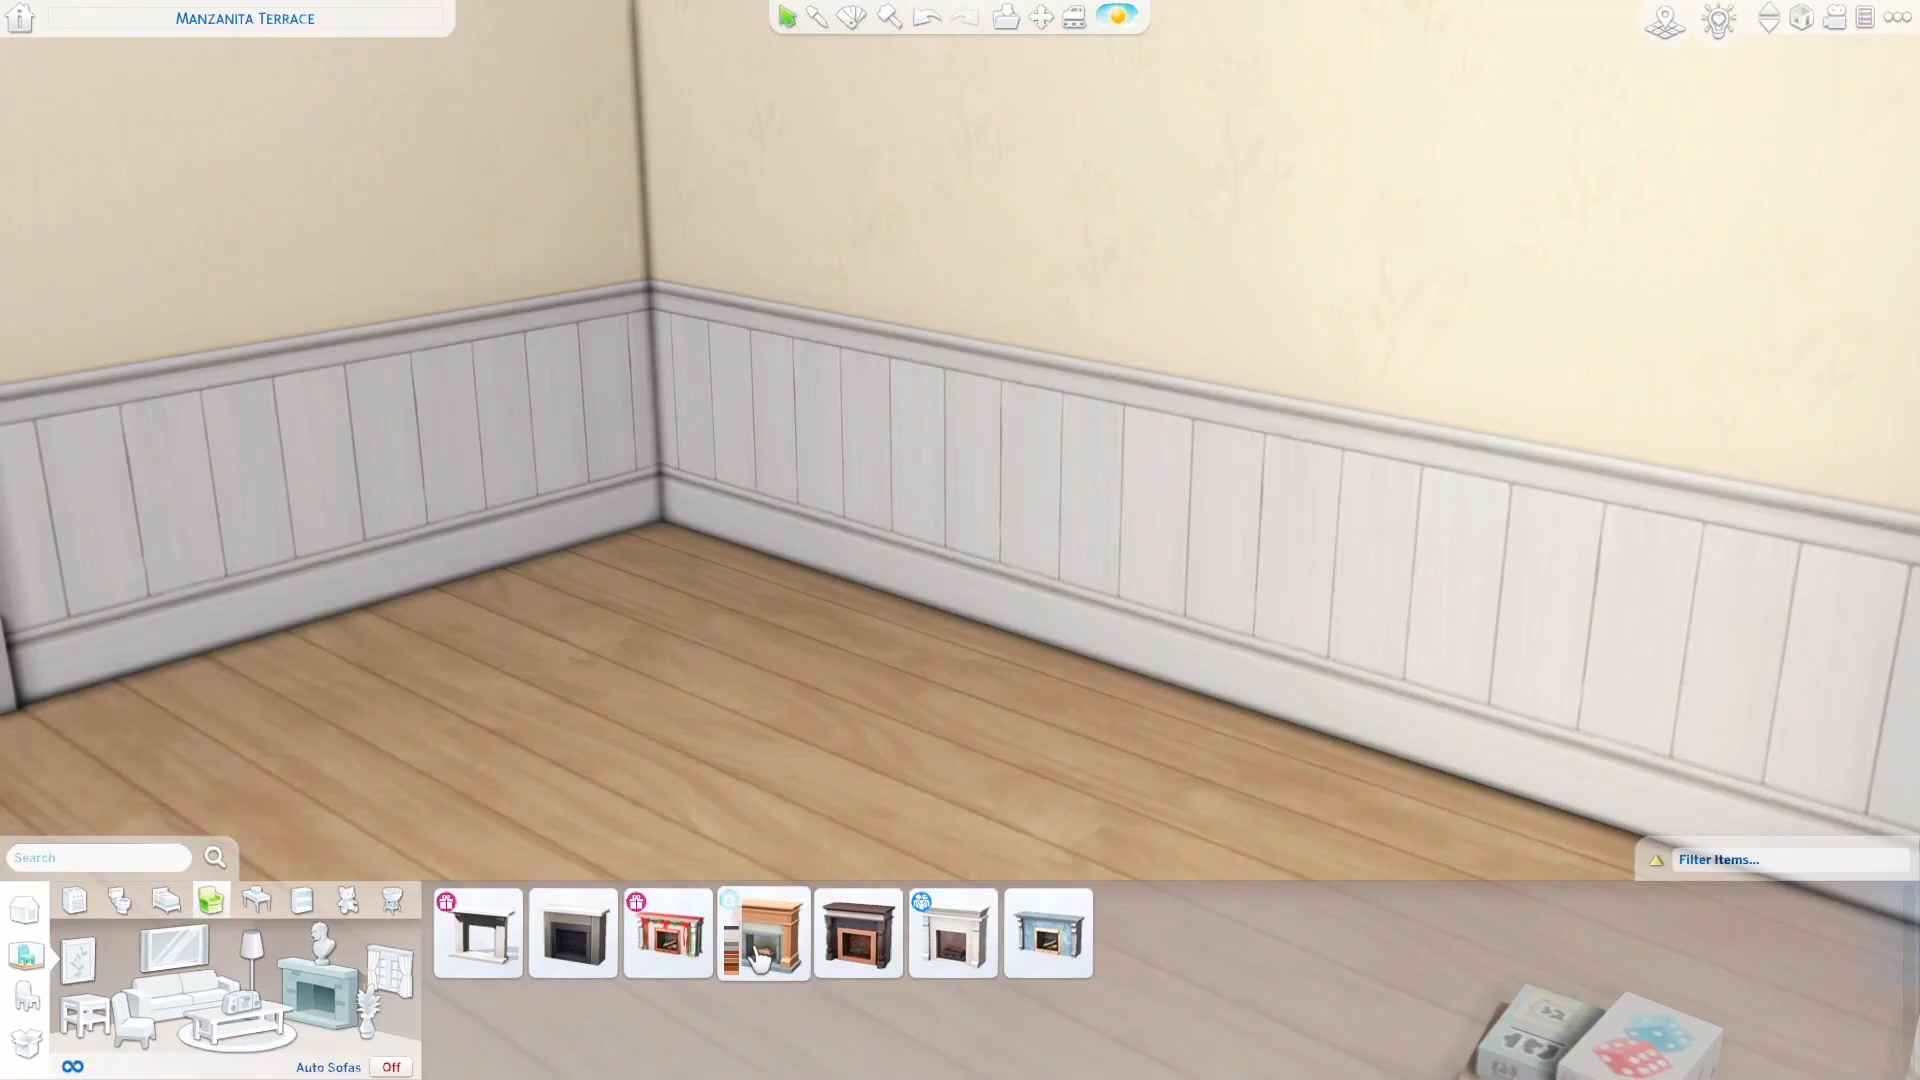 MANZANITA TERRACE
Search
Filter Items...
Auto Sofas
Off